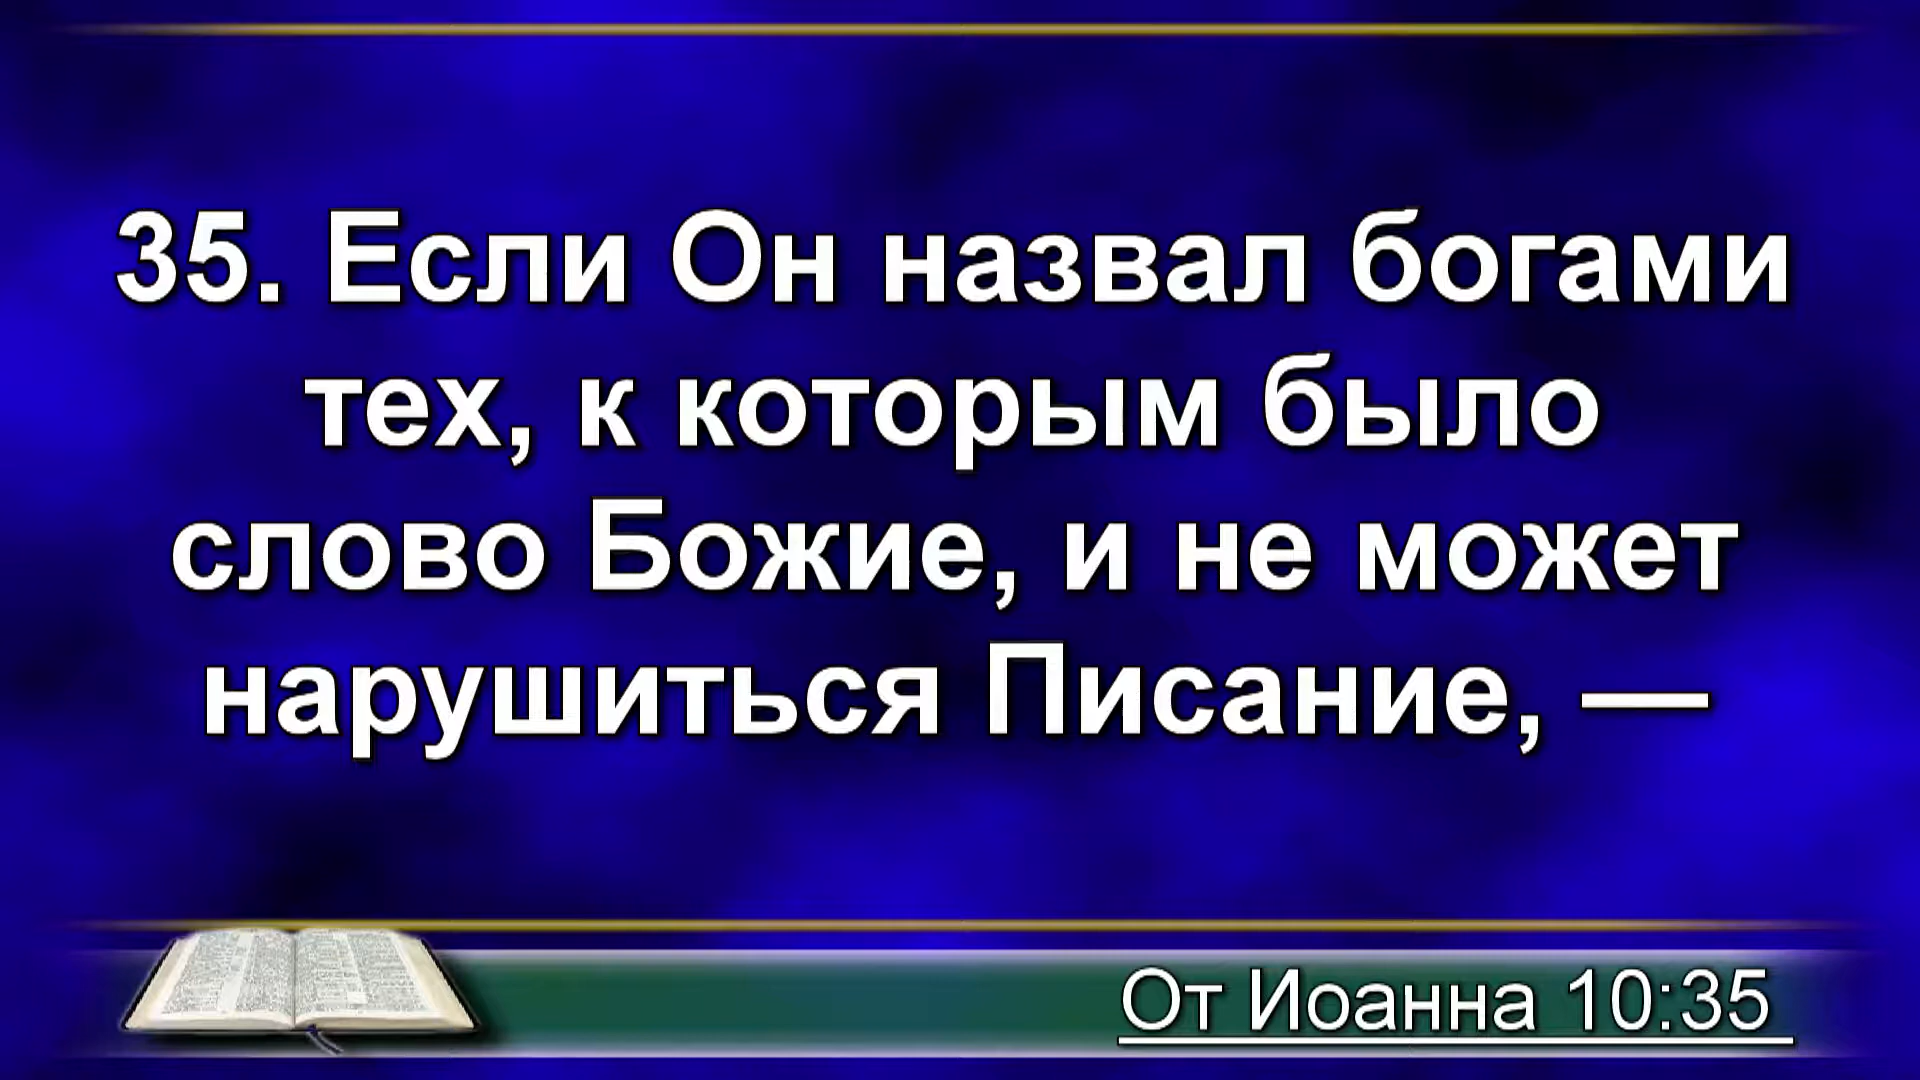 35. Если Он назвал богами
тех, к которым было
слово Божие, и не может
нарушиться Писание, —
От Иоанна 10:35